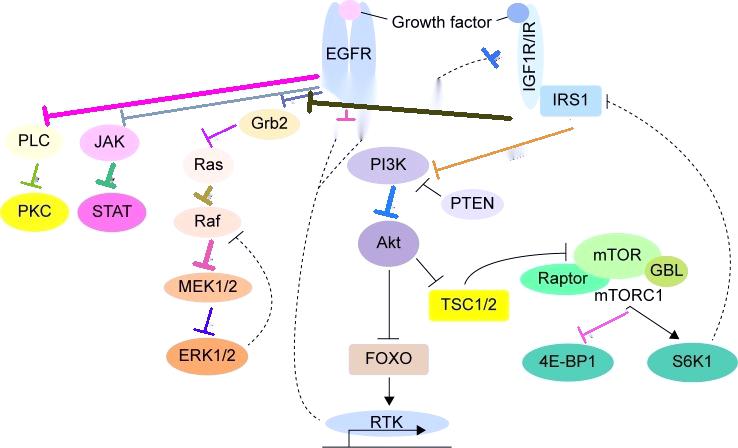 Growth factor
EGFR
IGF1R/IR
IRS1
Grb2
PLC
JAK
Ras
PI3K
PTEN
PKC
STAT
Raf
Akt
mTOR
GBL
Raptor
mTORC1
MEK1/2
TSC1/2
ERK1/2
FOXO
4E-BP1
S6K1
RTK